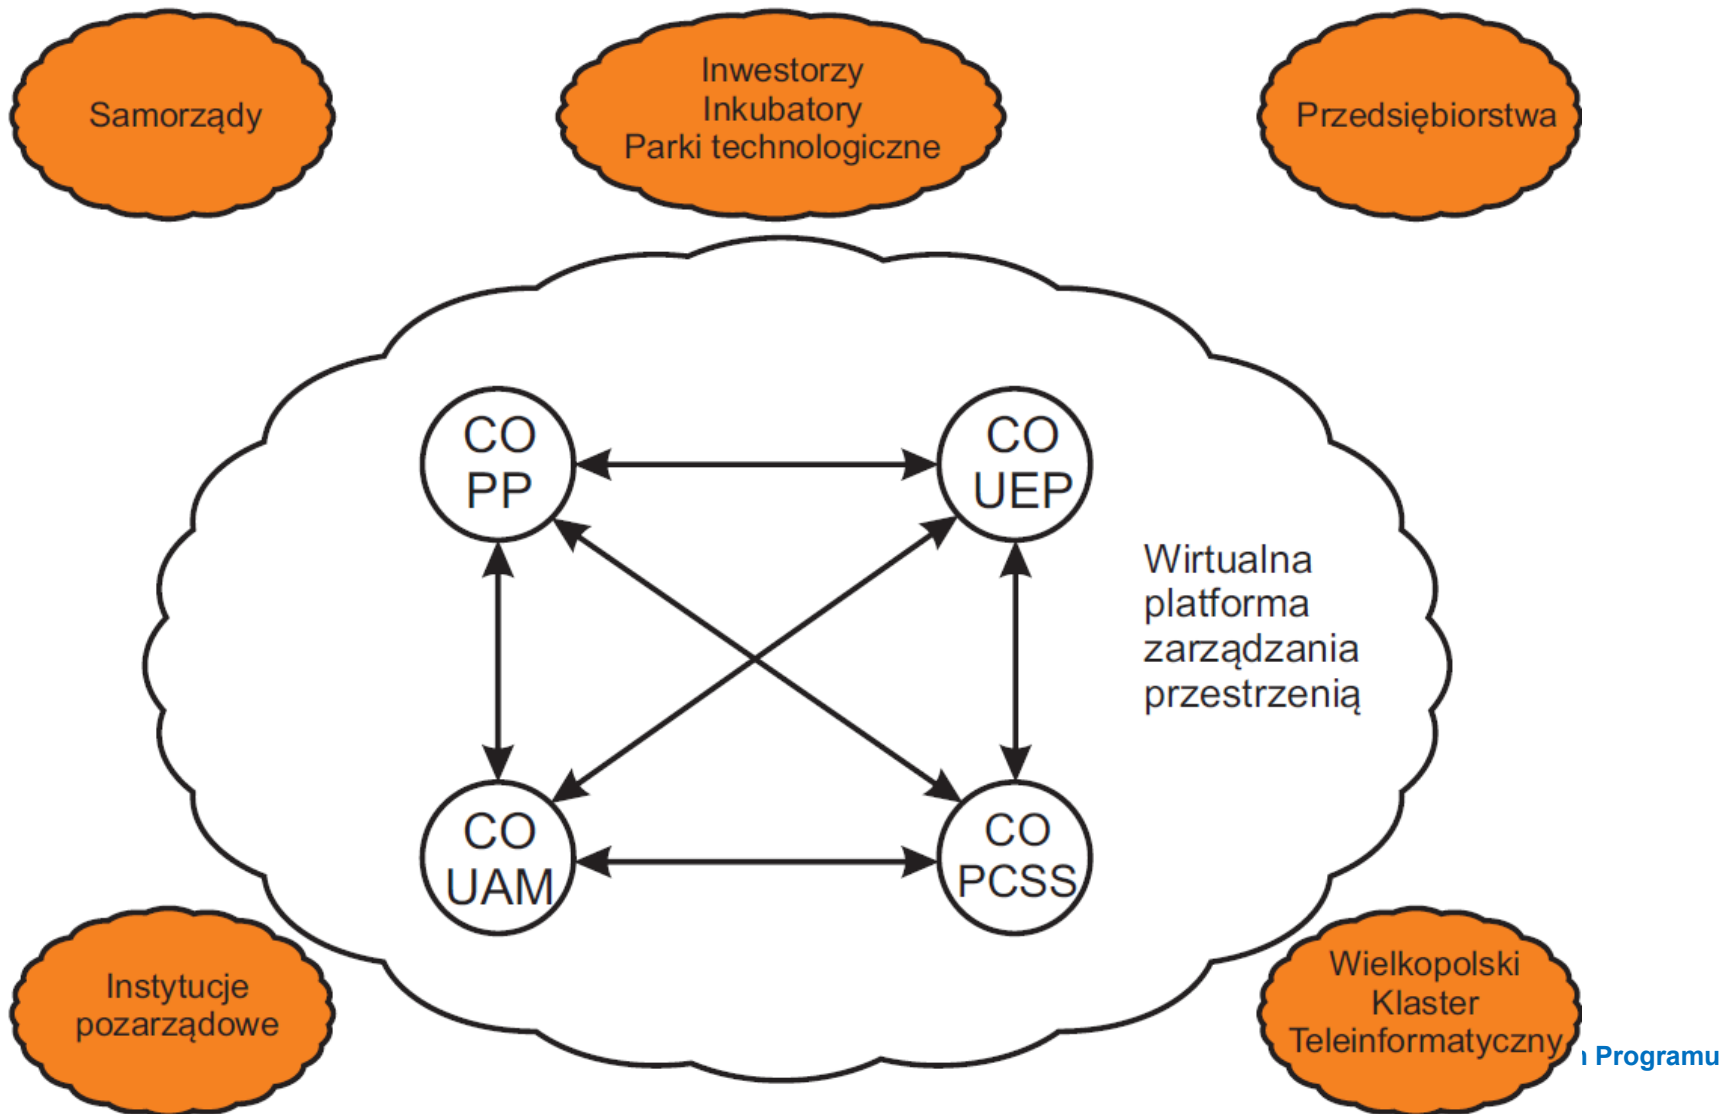 Samorządy
Inwestorzy
Inkubatory
Parki technologiczne
Przedsiębiorstwa
CO
PP
CO
UEP
Wirtualna
platforma
zarządzania
przestrzenią
CO
UAM
CO
PCSS
Instytucje
pozarządowe
Wielkopolski
Klaster
Teleinformatyczny
Programu